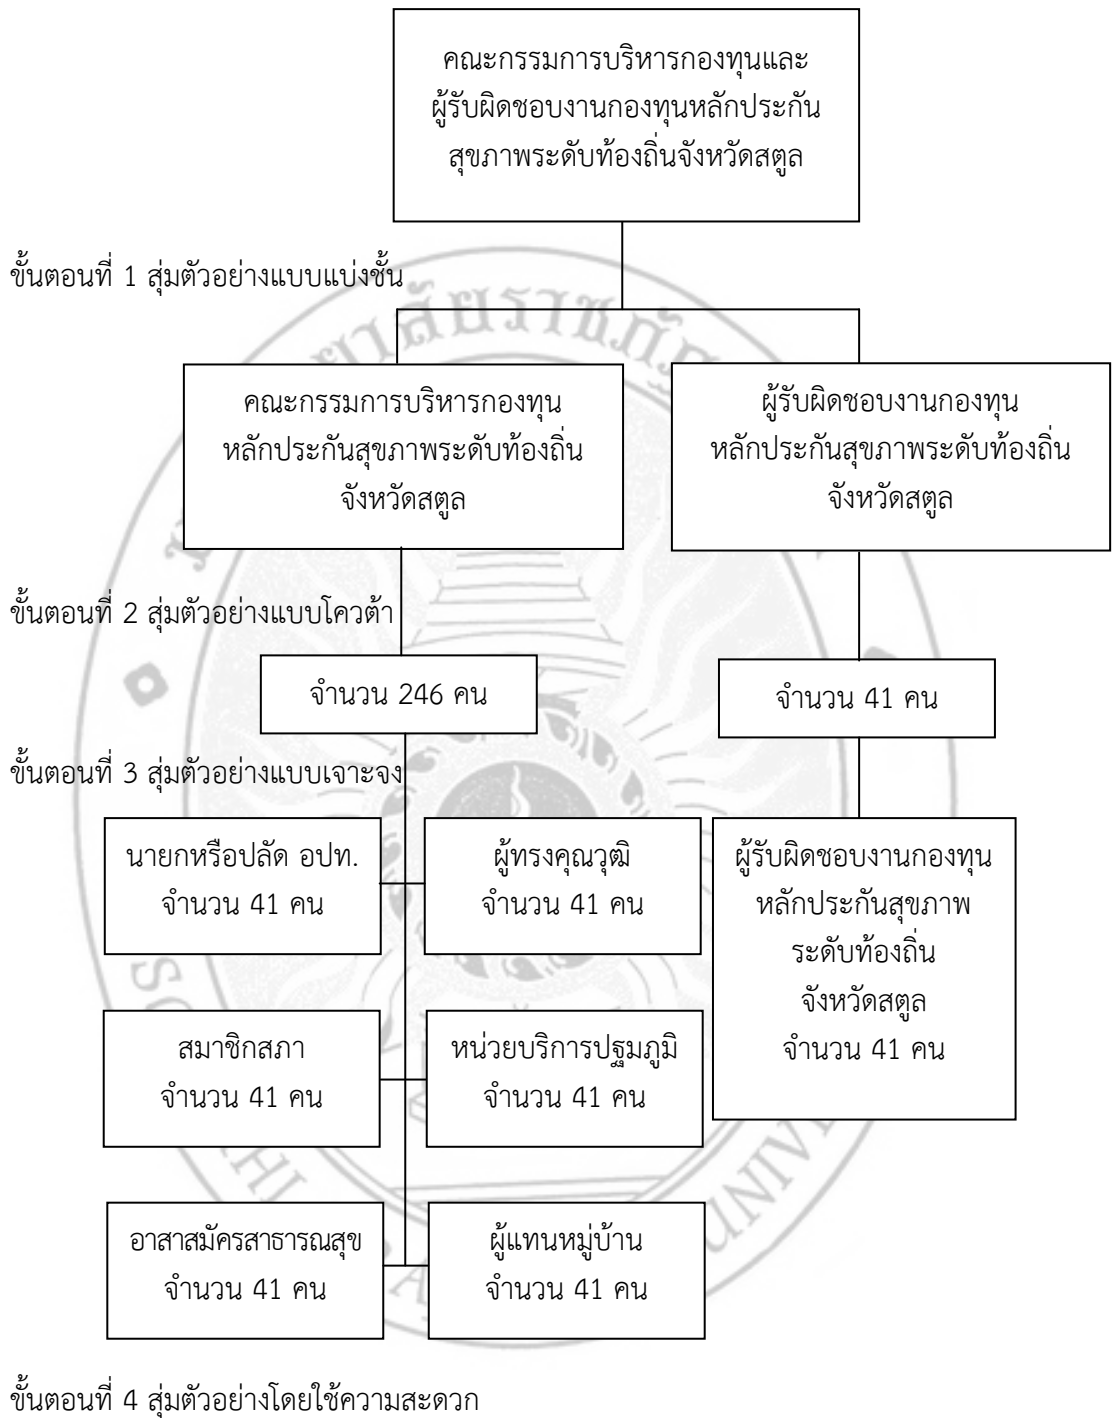 คณะกรรมการบริหารกองทุนและ
ผู้รับผิดชอบงานกองทุนหลักประกัน
สุขภาพระดับท้องถิ่นจังหวัดสตูล
ขั้นตอนที่ 1 สุ่มตัวอย่างแบบแบ่งชั้น
คณะกรรมการบริหารกองทุน
หลักประกันสุขภาพระดับท้องถิ่น
จังหวัดสตูล
ผู้รับผิดชอบงานกองทุน
หลักประกันสุขภาพระดับท้องถิ่น
จังหวัดสตูล
ขั้นตอนที่ 2 สุ่มตัวอย่างแบบโควต้า
จำนวน 246 คน
จำนวน 41 คน
ขั้นตอนที่ 3 สุ่มตัวอย่างแบบเจาะจง
นายกหรือปลัด อปท.
จำนวน 41 คน
ผู้ทรงคุณวุฒิ
จำนวน 41 คน
ผู้รับผิดชอบงานกองทุน
หลักประกันสุขภาพ
ระดับท้องถิ่น
จังหวัดสตูล
จำนวน 41 คน
สมาชิกสภา
จำนวน 41 คน
หน่วยบริการปฐมภูมิ
จำนวน 41 คน
อาสาสมัครสาธารณสุข
จำนวน 41 คน
ผู้แทนหมู่บ้าน
จำนวน 41 คน
ขั้นตอนที่ 4 สุ่มตัวอย่างโดยใช้ความสะดวก